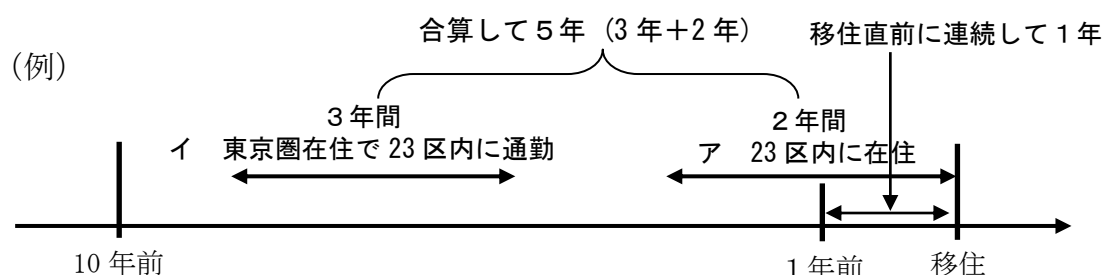 合算して５年（3 年＋2 年）
移住直前に連続して１年
（例）
３年間
２年間
イ　東京圏在住で 23 区内に通勤
ア　23 区内に在住
10 年前
１年前
移住